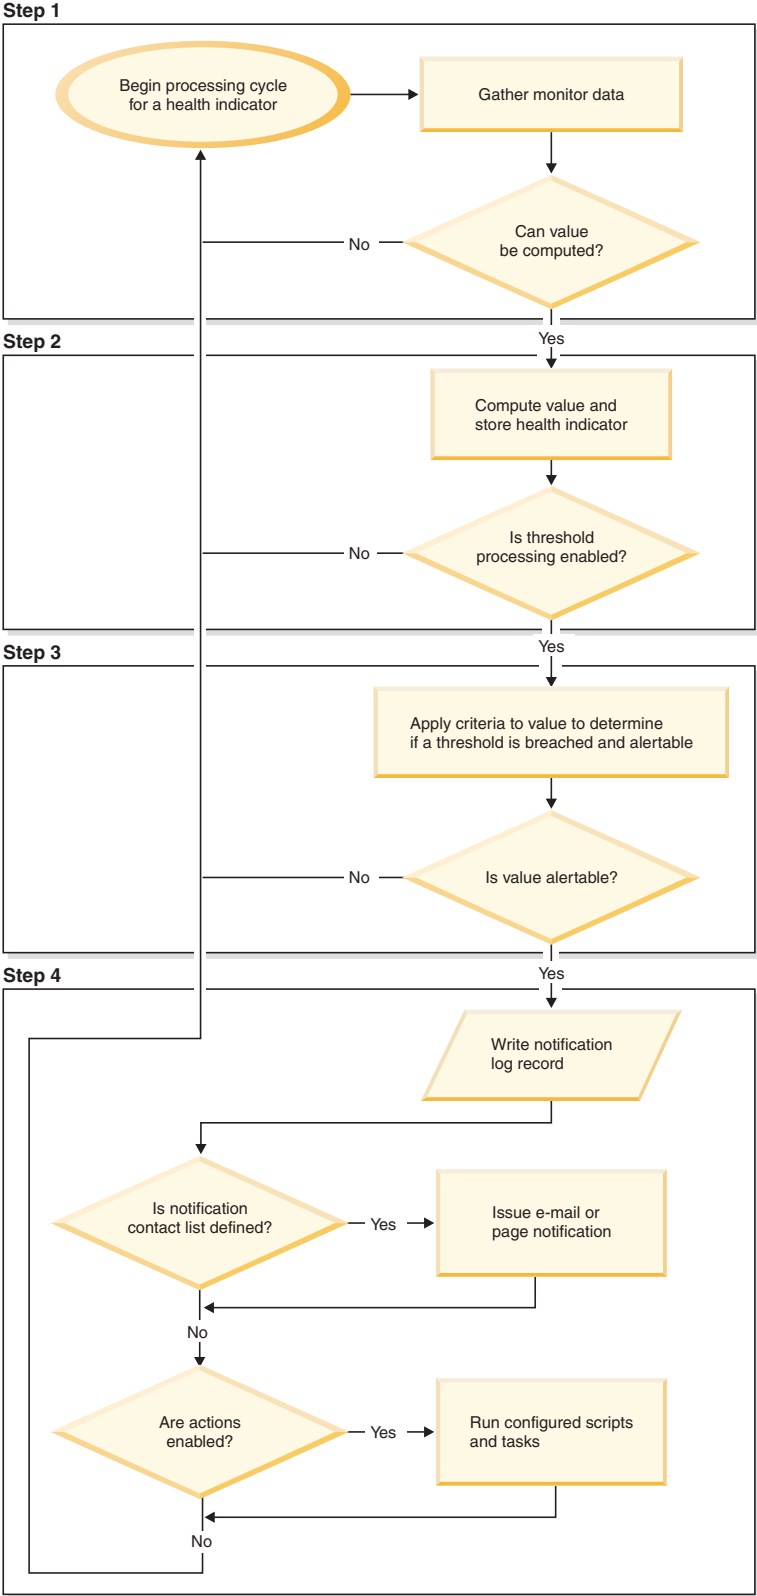 Step 1
Begin processing cycle
for a health indicator
Gather monitor data
Can value
be computed?
No
Yes
Step 2
Compute value and
store health indicator
Is threshold
processing enabled?
No
Yes
Step 3
Apply criteria to value to determine
if a threshold is breached and alertable
Is value alertable?
No
Yes
Step 4
Write notification
log record
Is notification
contact list defined?
Yes
Issue e-mail or
page notification
No
Are actions
enabled?
Yes
Run configured scripts
and tasks
No